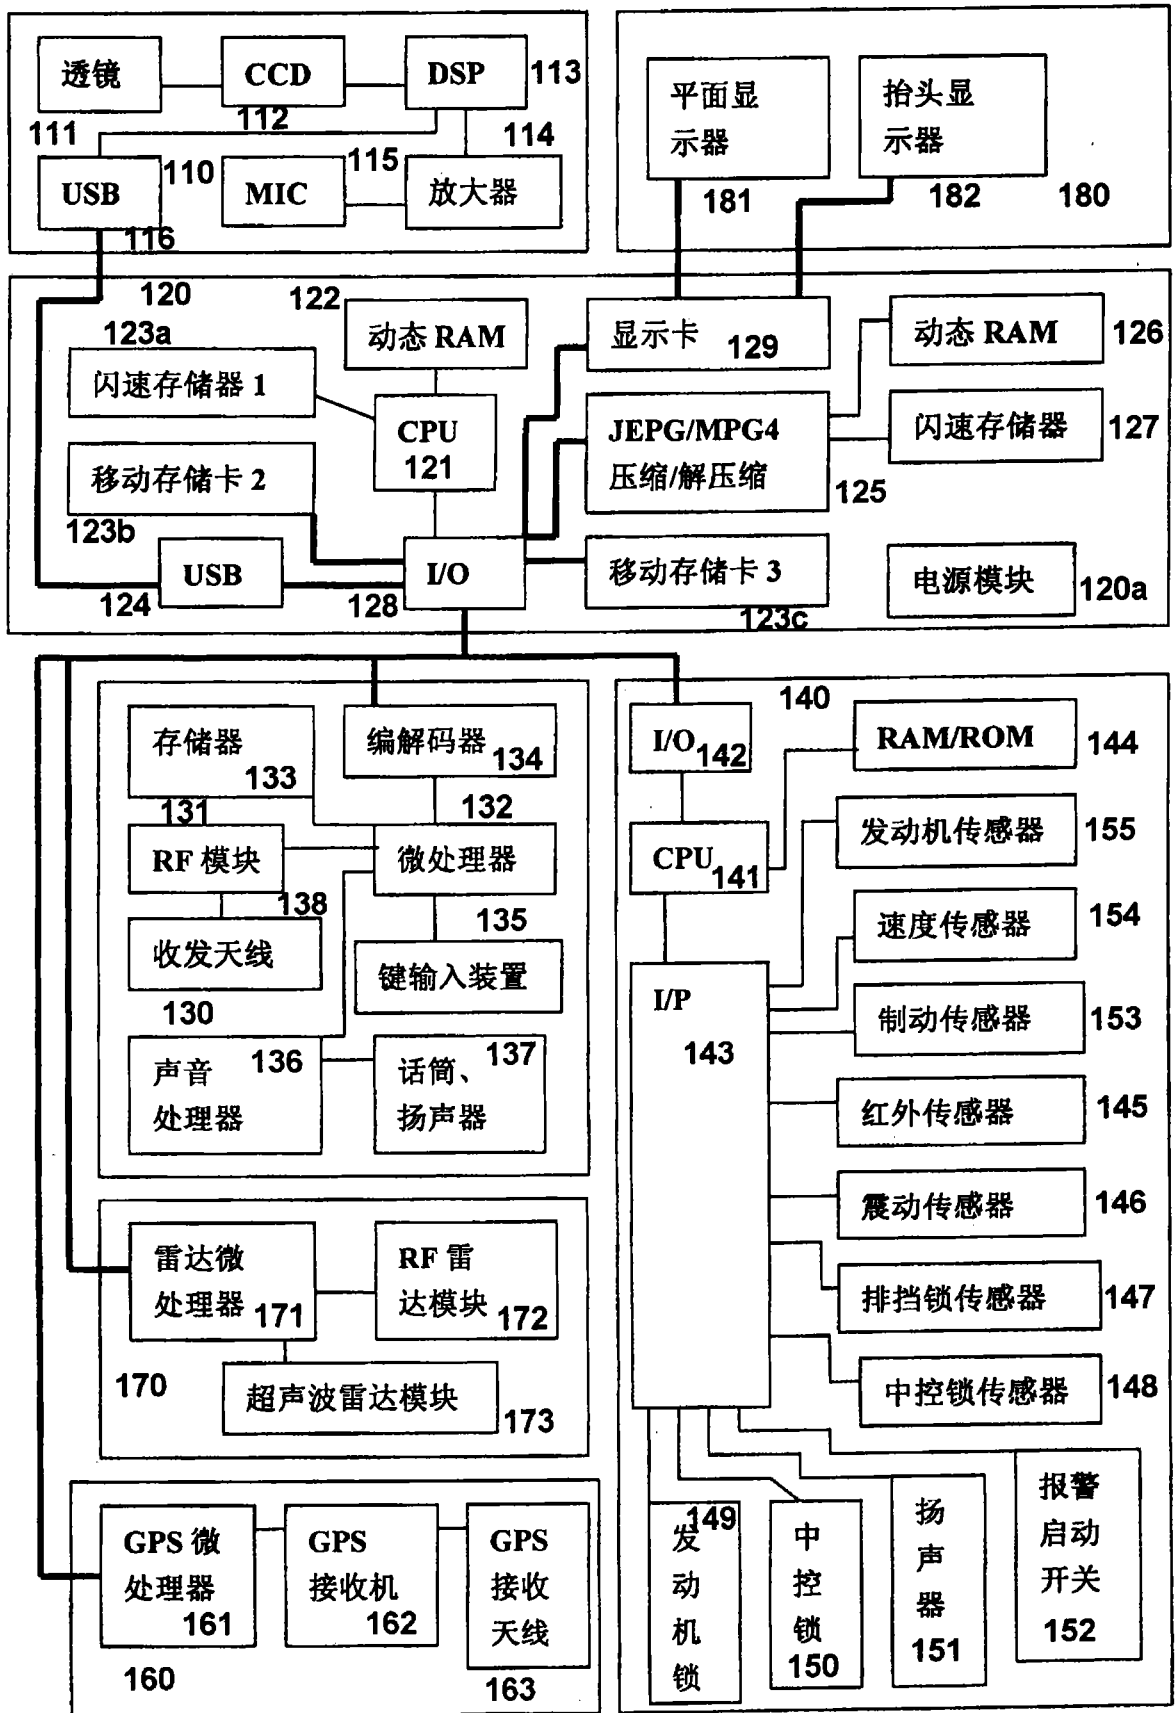 透镜
CCD
DSP
113
111
112
114
110
115
USB
MIC
放大器
116
平面显
示器
181
抬头显
示器
182
180
120
122
123a
动态 RAM
显示卡
129
动态 RAM
126
闪速存储器 1
CPU
121
JEPG/MPG4
压缩/解压缩
125
闪速存储器
127
移动存储卡 2
123b
USB
124
I/O
128
移动存储卡 3
123c
电源模块
120a
存储器
133
编解码器
134
131
132
RF 模块
138
微处理器
135
收发天线
130
键输入装置
声音
处理器
136
话筒、
扬声器
137
雷达微
处理器
171
RF 雷
达模块
172
170
超声波雷达模块
173
GPS 微
处理器
161
GPS
接收机
162
GPS
接收
天线
163
160
140
I/O
142
RAM/ROM
144
CPU
141
发动机传感器
155
速度传感器
154
I/P
143
制动传感器
153
红外传感器
145
震动传感器
146
排挡锁传感器
147
中控锁传感器
148
149
发
动
机
锁
中
控
锁
150
扬
声
器
151
报警
启动
开关
152